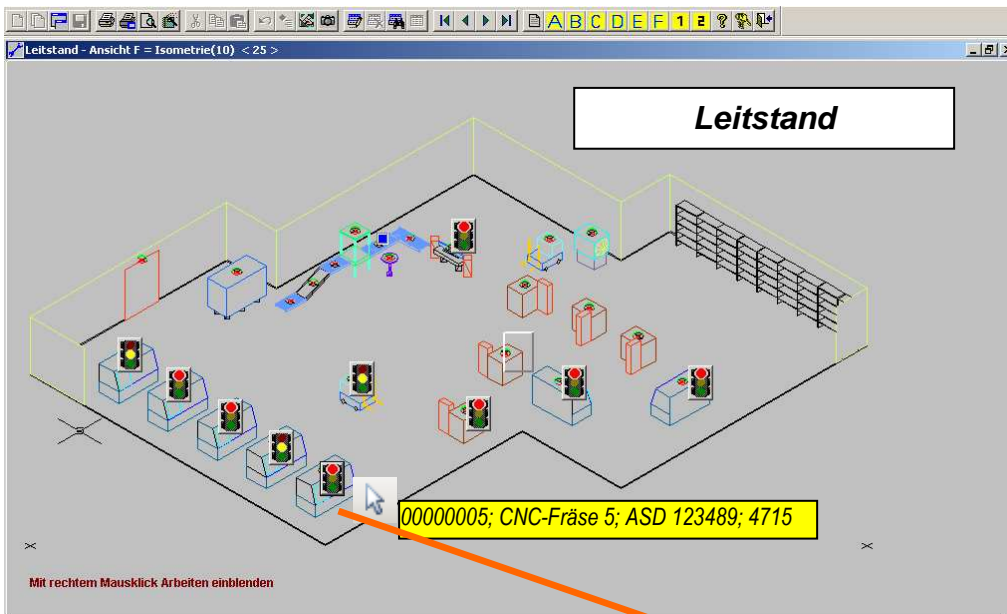 A B C D E F 1 2 ?
Leitstand - Ansicht F = Isometrie(10) < 25 >
Leitstand
00000005; CNC-Fräse 5; ASD 123489; 4715
Mit rechtem Mausklick Arbeiten einblenden